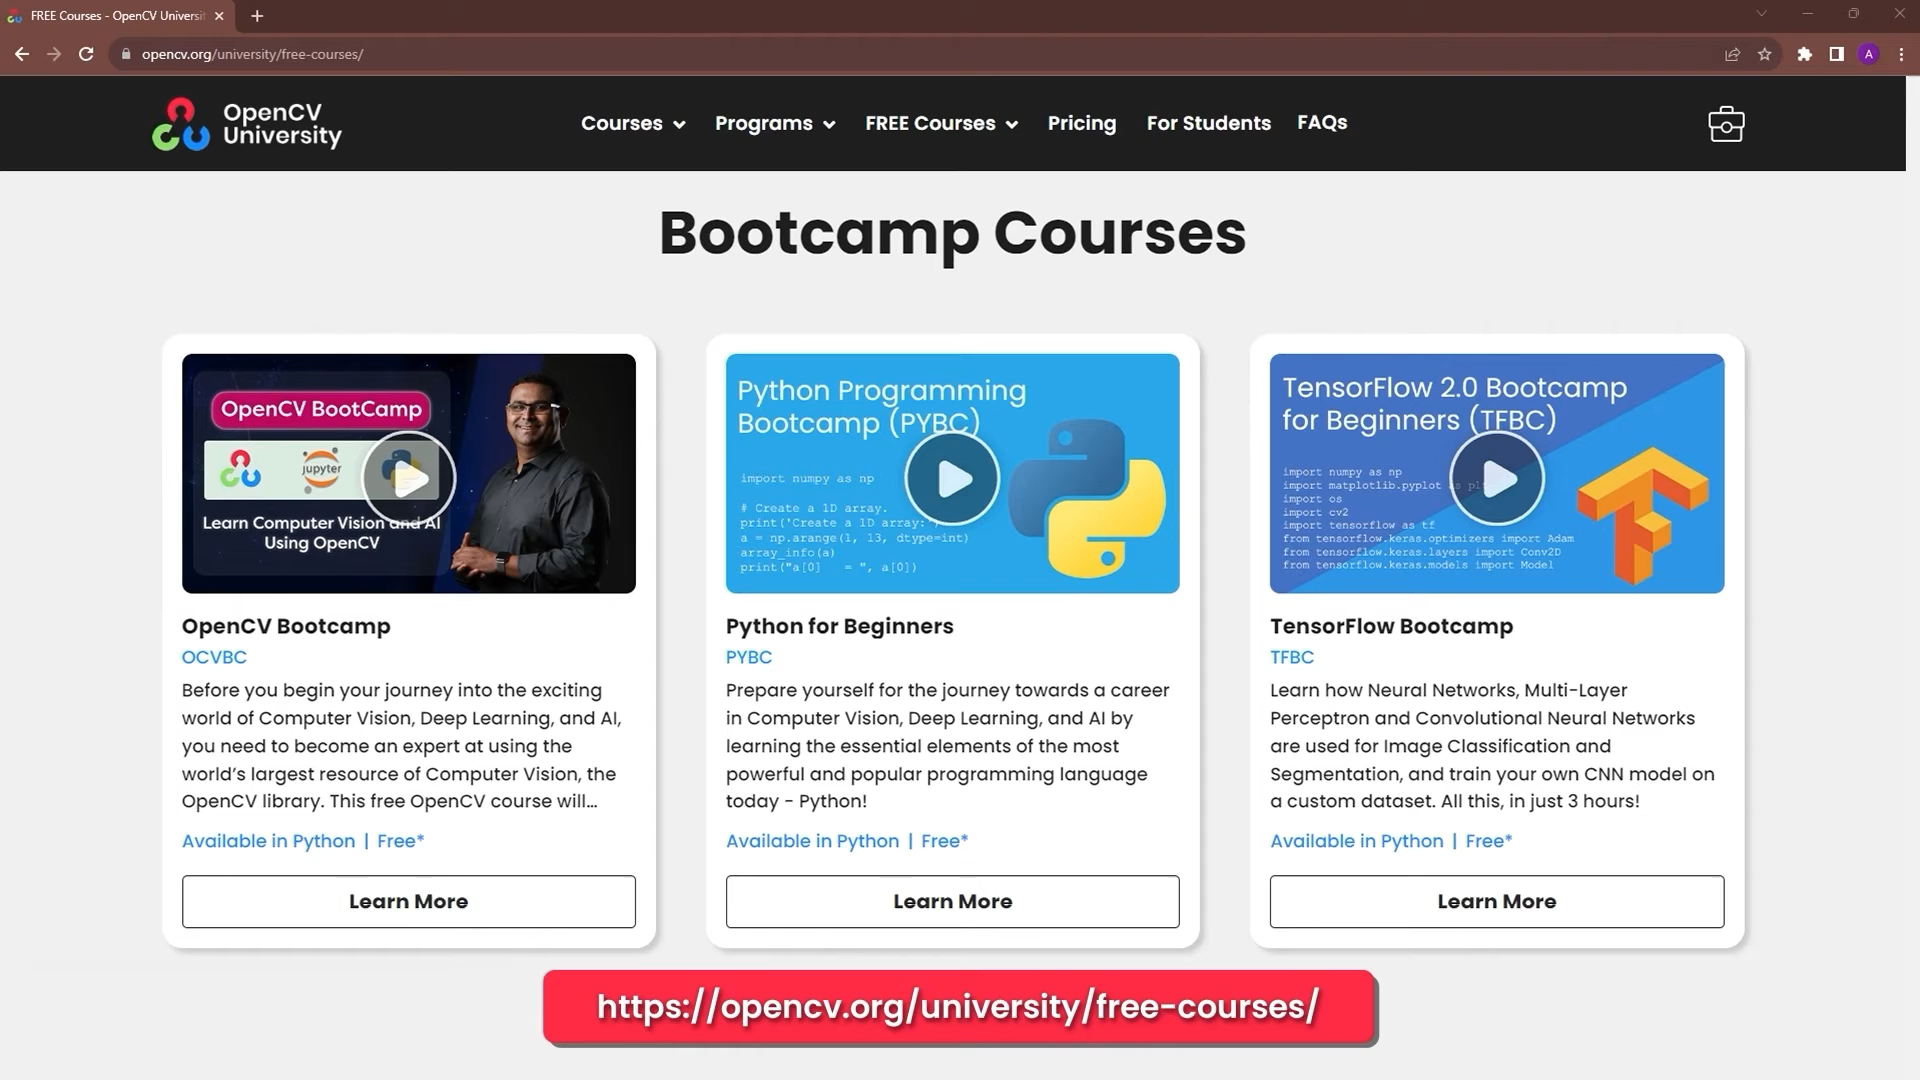 FREE Courses - OpenCV Universi
opencv.org/university/free-courses/
A
OpenCV
University
Courses
Programs
FREE Courses
Pricing
For Students
FAQs
Bootcamp Courses
OpenCV BootCamp
jupyter
Learn Computer Vision and AI
Using OpenCV
OpenCV Bootcamp
OCVBC
Before you begin your journey into the exciting
world of Computer Vision, Deep Learning, and AI,
you need to become an expert at using the
world’s largest resource of Computer Vision, the
OpenCV library. This free OpenCV course will...
Available in Python | Free*
Learn More
Python Programming
Bootcamp (PYBC)
import numpy as np
# Create a 1D array.
print('Create a 1D array:'
a = np.arange(1, 13, dtype=int)
array_info(a)
print("a[0] = ", a[0])
Python for Beginners
PYBC
Prepare yourself for the journey towards a career
in Computer Vision, Deep Learning, and AI by
learning the essential elements of the most
powerful and popular programming language
today - Python!
Available in Python | Free*
Learn More
TensorFlow 2.0 Bootcamp
for Beginners (TFBC)
import numpy as np
import matplotlib.pyplot as plt
import os
import cv2
import tensorflow as tf
from tensorflow.keras.optimizers import Adam
from tensorflow.keras.layers import Conv2D
from tensorflow.keras.models import Model
TensorFlow Bootcamp
TFBC
Learn how Neural Networks, Multi-Layer
Perceptron and Convolutional Neural Networks
are used for Image Classification and
Segmentation, and train your own CNN model on
a custom dataset. All this, in just 3 hours!
Available in Python | Free*
Learn More
https://opencv.org/university/free-courses/